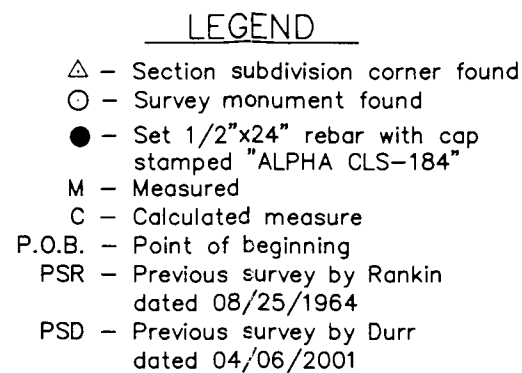 LEGEND
△ – Section subdivision corner found
⊙ – Survey monument found
● – Set 1/2"x24" rebar with cap
stamped "ALPHA CLS-184"
M – Measured
C – Calculated measure
P.O.B. – Point of beginning
PSR – Previous survey by Rankin
dated 08/25/1964
PSD – Previous survey by Durr
dated 04/06/2001